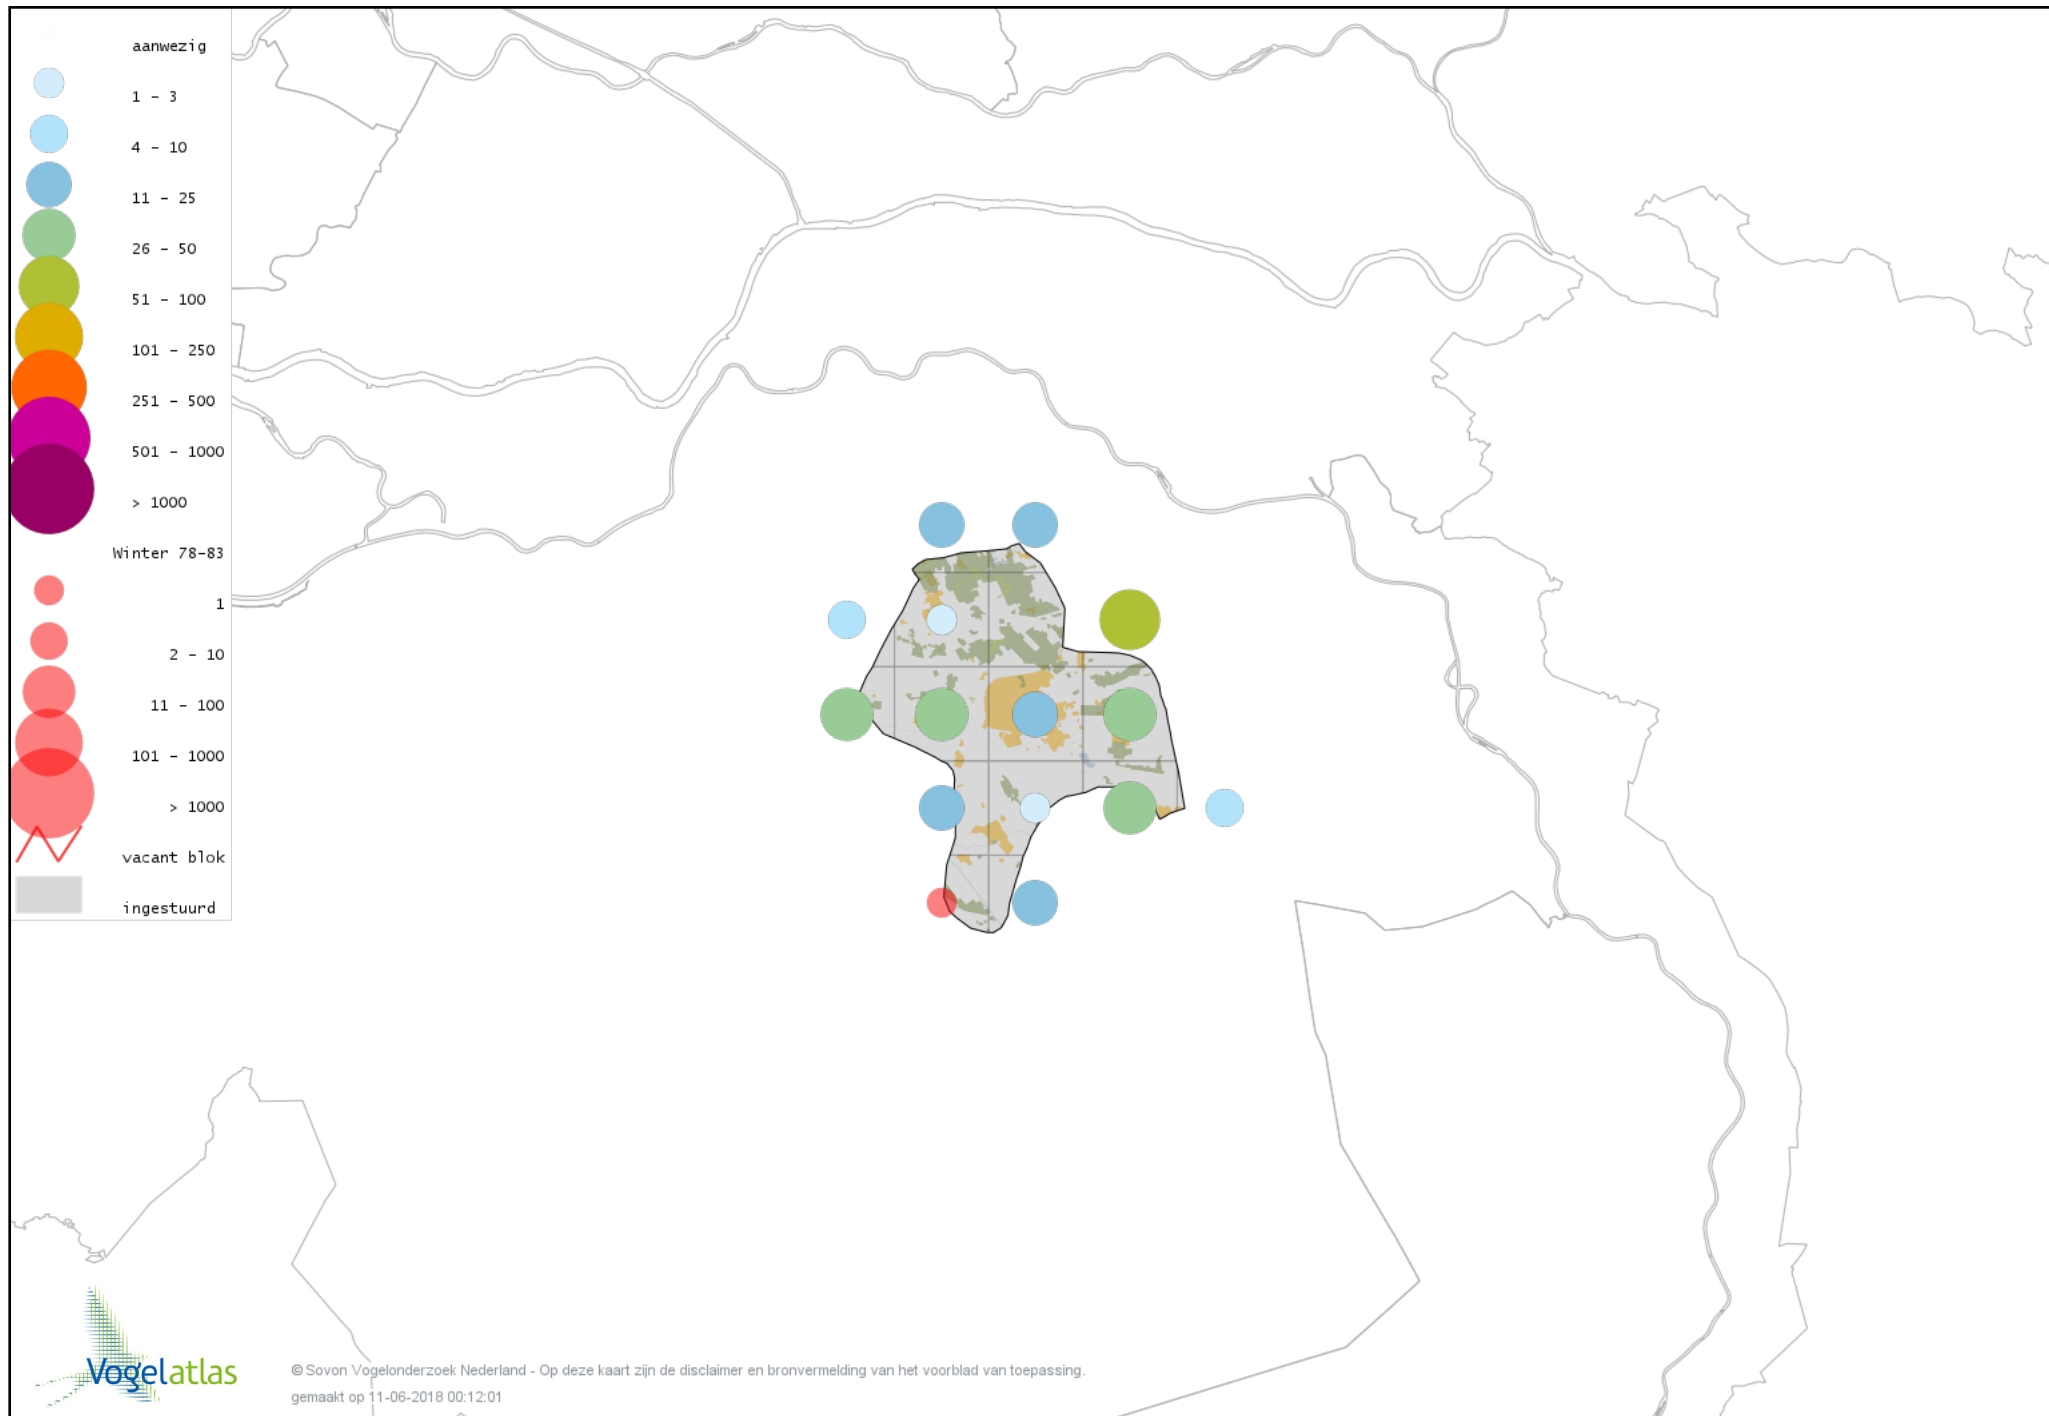 aanwezig
1 - 3
4 - 10
11 - 25
26 - 50
51 - 100
101 - 250
251 - 500
501 - 1000
> 1000
Winter 78-83
1
2 - 10
11 - 100
101 - 1000
> 1000
vacant blok
ingestuurd
Vogelatlas
© Sovon Vogelonderzoek Nederland - Op deze kaart zijn de disclaimer en bronvermelding van het voorblad van toepassing.
gemaakt op 11-06-2018 00:12:01